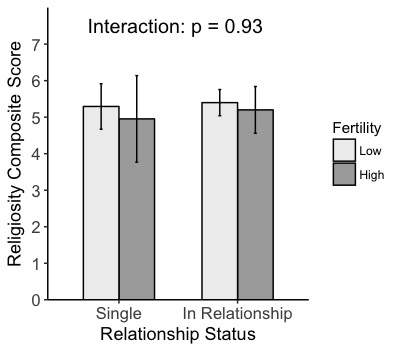 Interaction: p = 0.93
Religiosity Composite Score
7
6
5
4
3
2
1
0
Single
In Relationship
Relationship Status
Fertility
Low
High